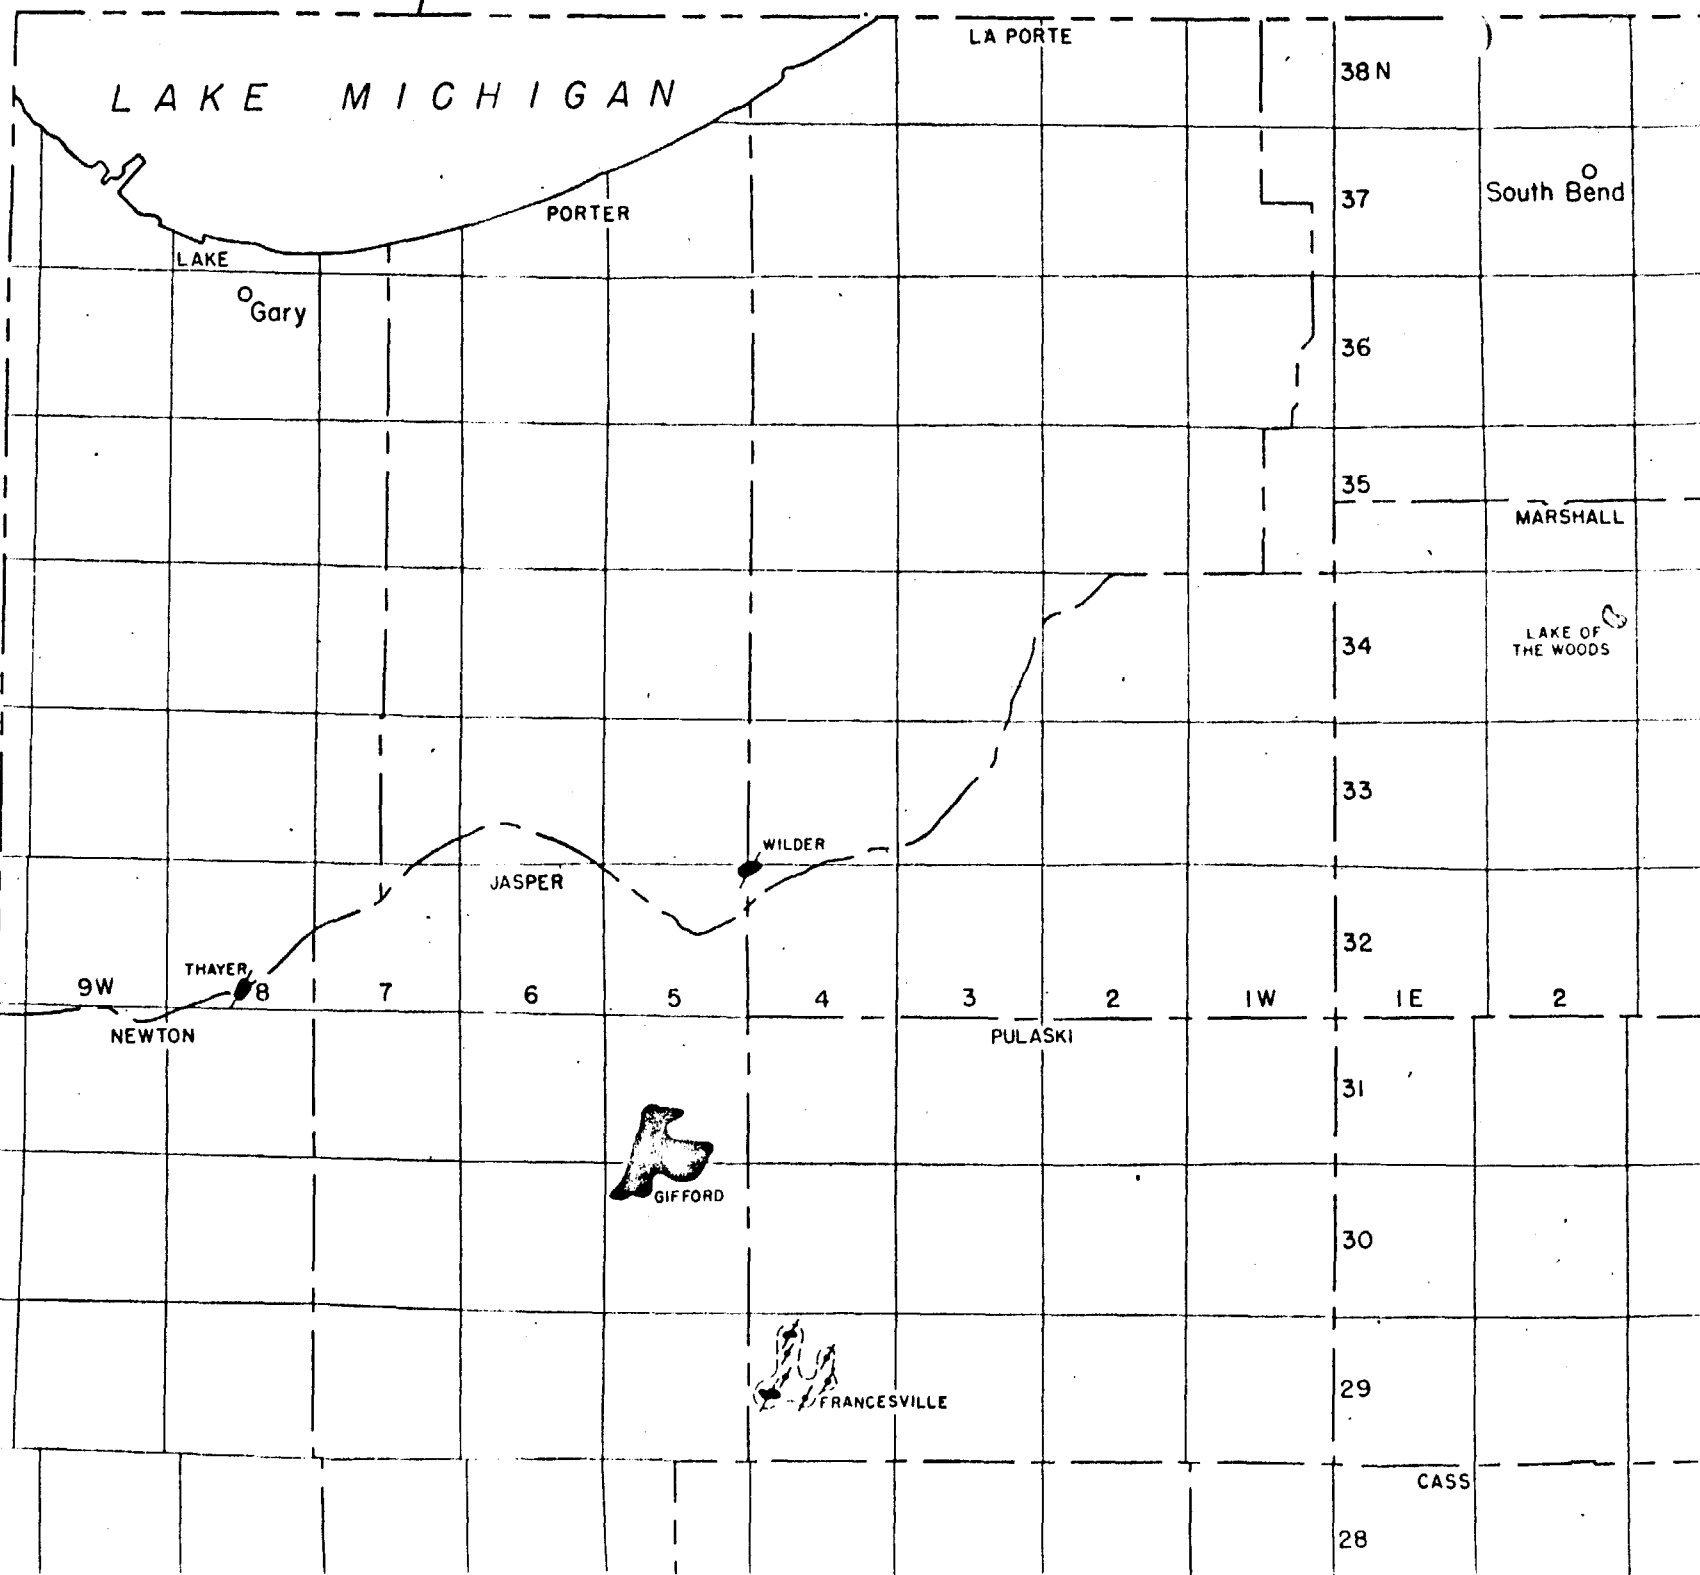 LA PORTE
38N
LAKE MICHIGAN
37
South Bend
PORTER
LAKE
Gary
36
35
MARSHALL
34
LAKE OF
THE WOODS
33
WILDER
JASPER
32
THAYER
9W 8 7 6 5 4 3 2 1W 1E 2
NEWTON
PULASKI
31
GIFFORD
30
29
FRANCESVILLE
CASS
28